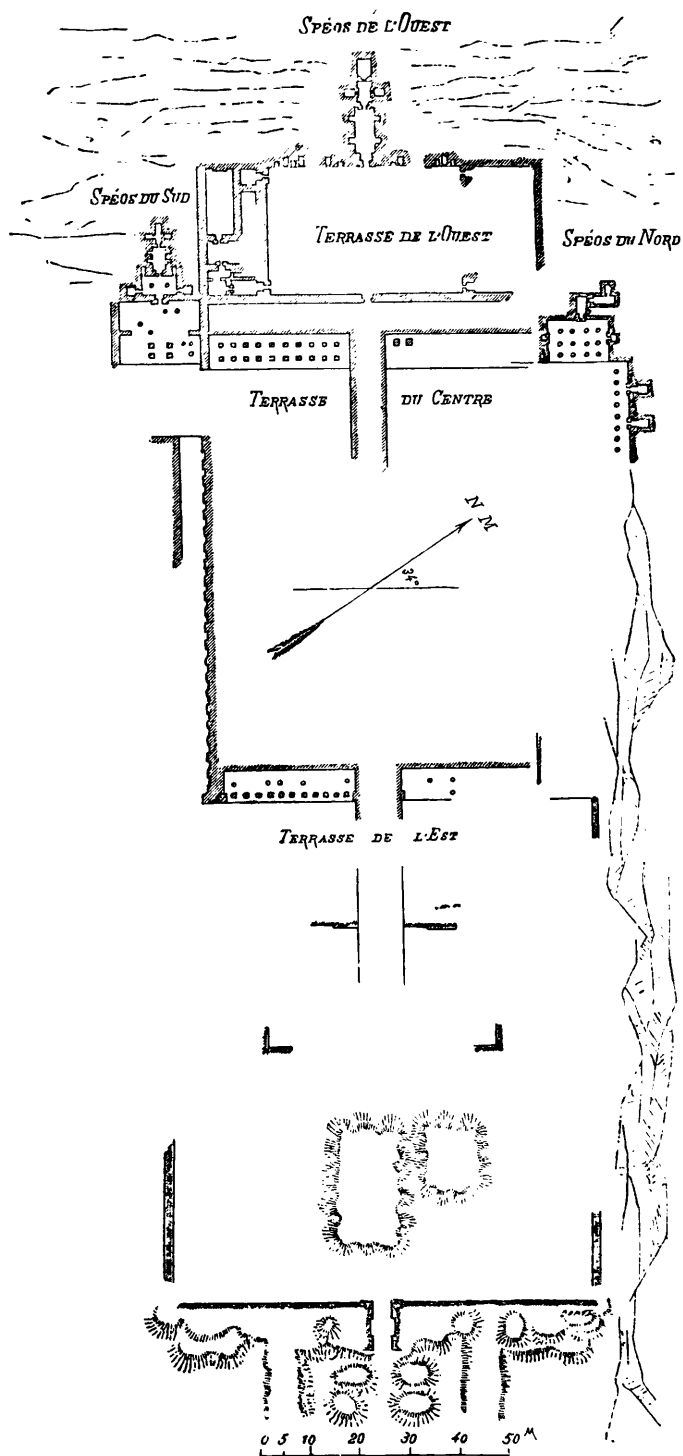 SPÉOS DE L'OUEST
SPÉOS DU SUD
TERRASSE DE L'OUEST
SPÉOS DU NORD
TERRASSE DU CENTRE
N M
34°
TERRASSE DE L'EST
0 5 10 20 30 40 50 M